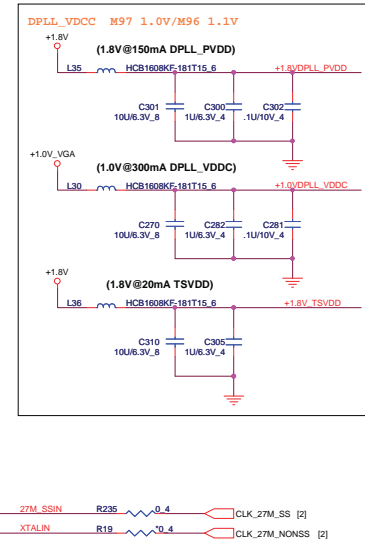 DPLL_VDCC M97 1.0V/M96 1.1V
+1.8V
(1.8V@150mA DPLL_PVDD)
L35 HCB1608KF-181T15_6 +1.8VDPLL_PVDD
C301 C300 C302
10U/6.3V_8 1U/6.3V_4 .1U/10V_4
+1.0V_VGA
(1.0V@300mA DPLL_VDDC)
L30 HCB1608KF-181T15_6 +1.0VDPLL_VDDC
C270 C282 C281
10U/6.3V_8 1U/6.3V_4 .1U/10V_4
+1.8V
(1.8V@20mA TSVDD)
L36 HCB1608KF-181T15_6 +1.8V_TSVDD
C310 C305
10U/6.3V_8 1U/6.3V_4
27M_SSIN R235 0_4 CLK_27M_SS [2]
XTALIN R19 *0_4 CLK_27M_NONSS [2]